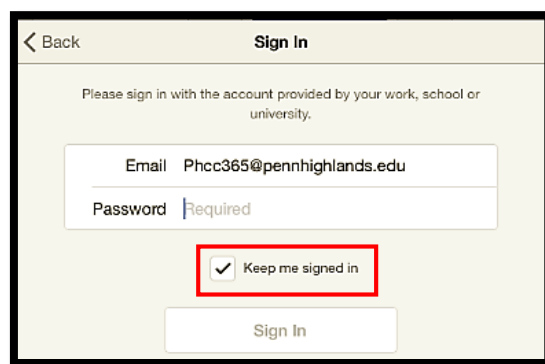 Back
Sign In
Please sign in with the account provided by your work, school or
university.
Email Phcc365@pennhighlands.edu
Password Required
Keep me signed in
Sign In